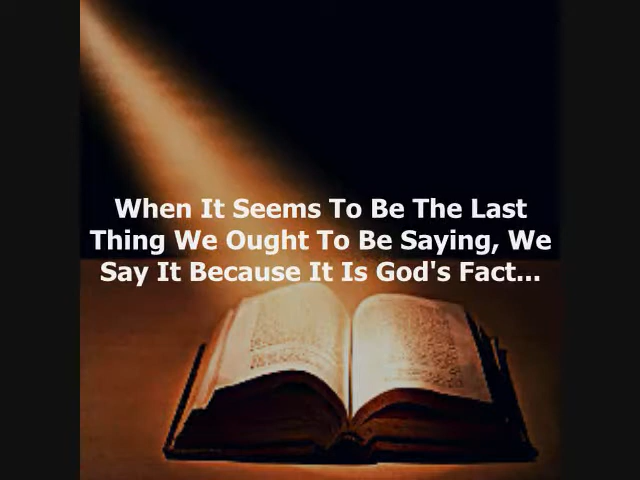 When It Seems To Be The Last
Thing We Ought To Be Saying, We
Say It Because It Is God's Fact...